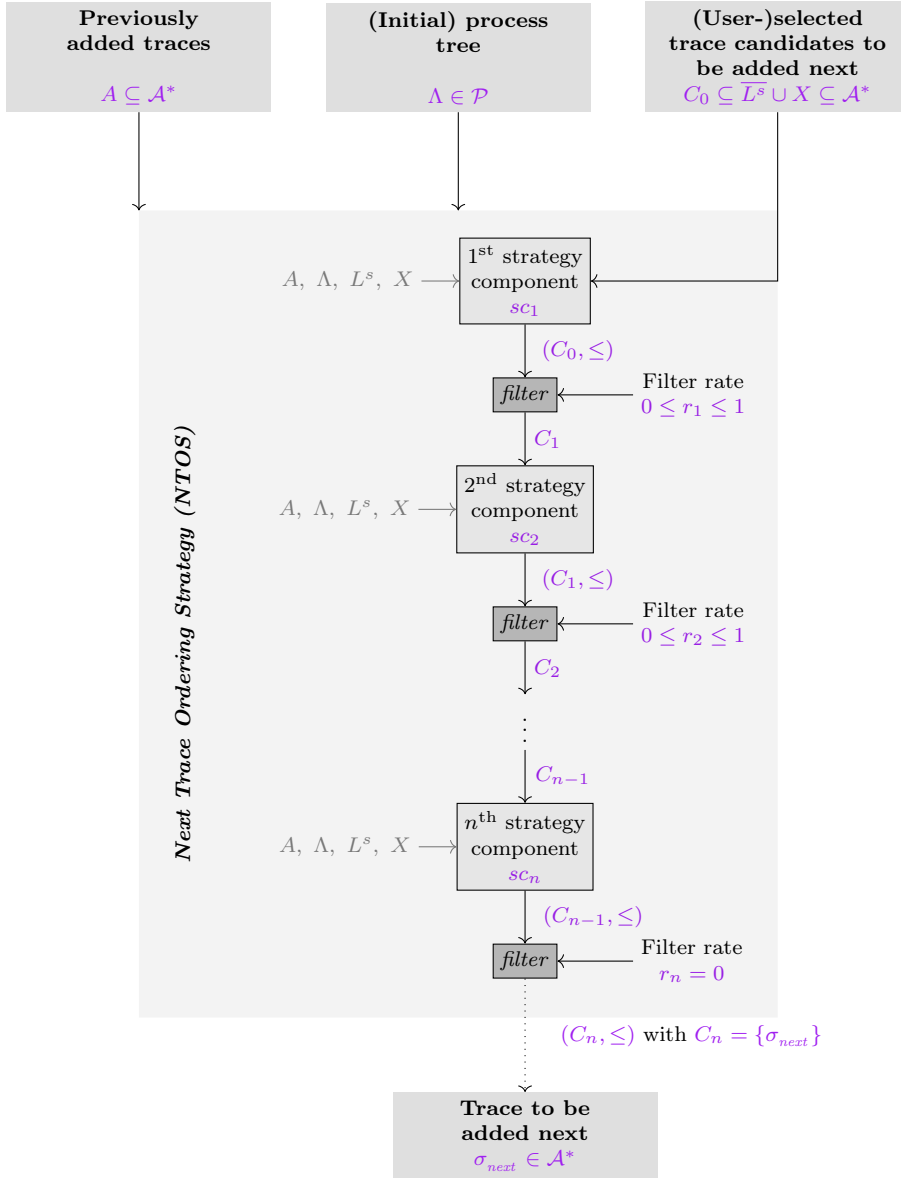 Previously
added traces
A ⊆ 𝒜*
(Initial) process
tree
Λ ∈ 𝒫
(User-)selected
trace candidates to
be added next
C₀ ⊆ L̅ˢ̅ ∪ X ⊆ 𝒜*
Next Trace Ordering Strategy (NTOS)
1st strategy
component
sc₁
A, Λ, Lˢ, X
(C₀, ≤)
filter
Filter rate
0 ≤ r₁ ≤ 1
C₁
2nd strategy
component
sc₂
A, Λ, Lˢ, X
(C₁, ≤)
filter
Filter rate
0 ≤ r₂ ≤ 1
C₂
⋮
Cₙ₋₁
nth strategy
component
scₙ
A, Λ, Lˢ, X
(Cₙ₋₁, ≤)
filter
Filter rate
rₙ = 0
(Cₙ, ≤) with Cₙ = {σₙₑₓₜ}
Trace to be
added next
σₙₑₓₜ ∈ 𝒜*